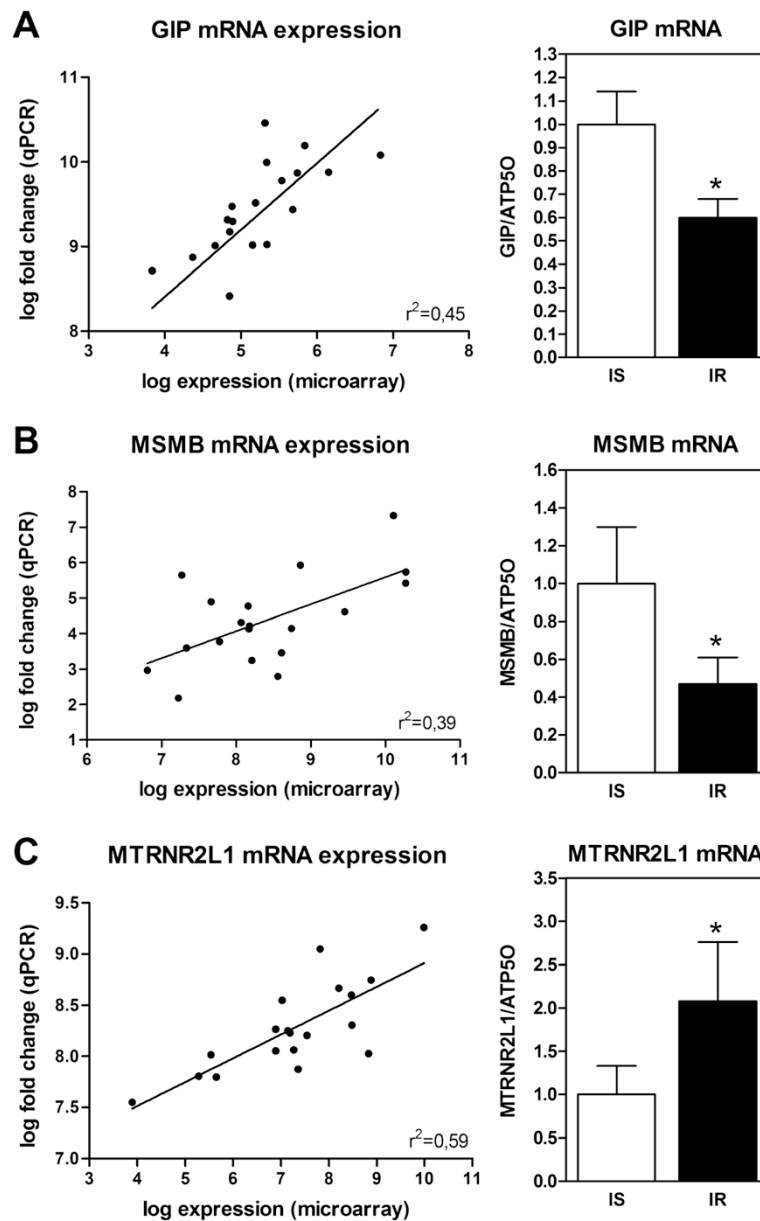 A
GIP mRNA expression
log fold change (qPCR)
11
10
9
8
3 4 5 6 7 8
r²=0,45
log expression (microarray)
GIP mRNA
GIP/ATP5O
1.3
1.2
1.1
1.0
0.9
0.8
0.7
0.6
0.5
0.4
0.3
0.2
0.1
0.0
*
IS IR
B
MSMB mRNA expression
log fold change (qPCR)
8
7
6
5
4
3
2
1
6 7 8 9 10 11
r²=0,39
log expression (microarray)
MSMB mRNA
MSMB/ATP5O
1.6
1.4
1.2
1.0
0.8
0.6
0.4
0.2
0.0
*
IS IR
C
MTRNR2L1 mRNA expression
log fold change (qPCR)
9.5
9.0
8.5
8.0
7.5
7.0
3 4 5 6 7 8 9 10 11
r²=0,59
log expression (microarray)
MTRNR2L1 mRNA
MTRNR2L1/ATP5O
3.5
3.0
2.5
2.0
1.5
1.0
0.5
0.0
*
IS IR